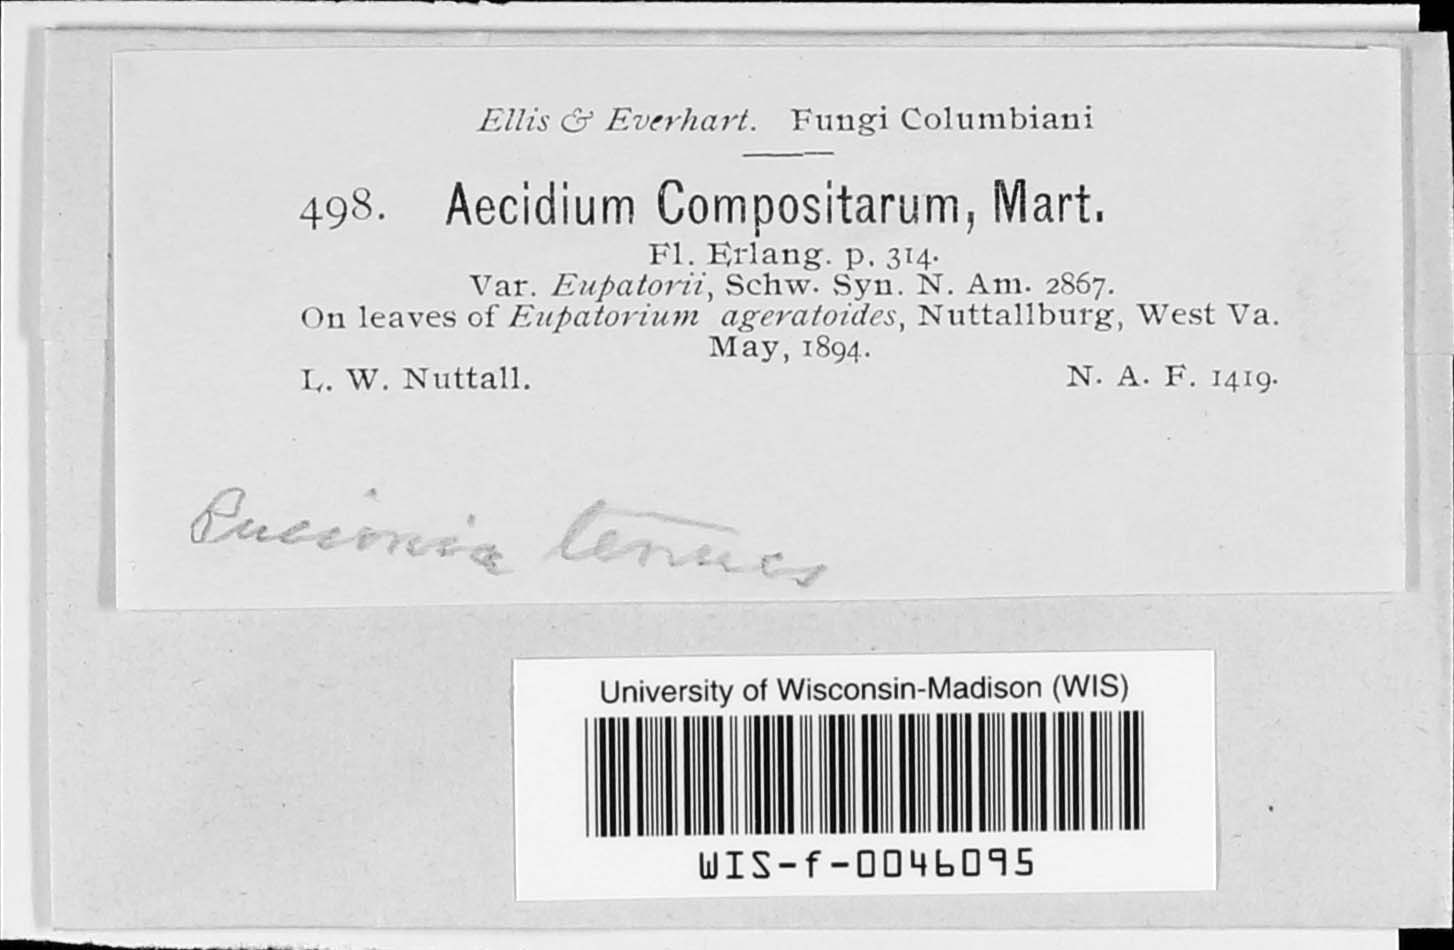 Ellis & Everhart. Fungi Columbiani
498. Aecidium Compositarum, Mart.
Fl. Erlang. p. 314.
Var. Eupatorii, Schw. Syn. N. Am. 2867.
On leaves of Eupatorium ageratoides, Nuttallburg, West Va.
May, 1894.
L. W. Nuttall. N. A. F. 1419.
Puccinia tenues
University of Wisconsin-Madison (WIS)
WIS-f-0046095